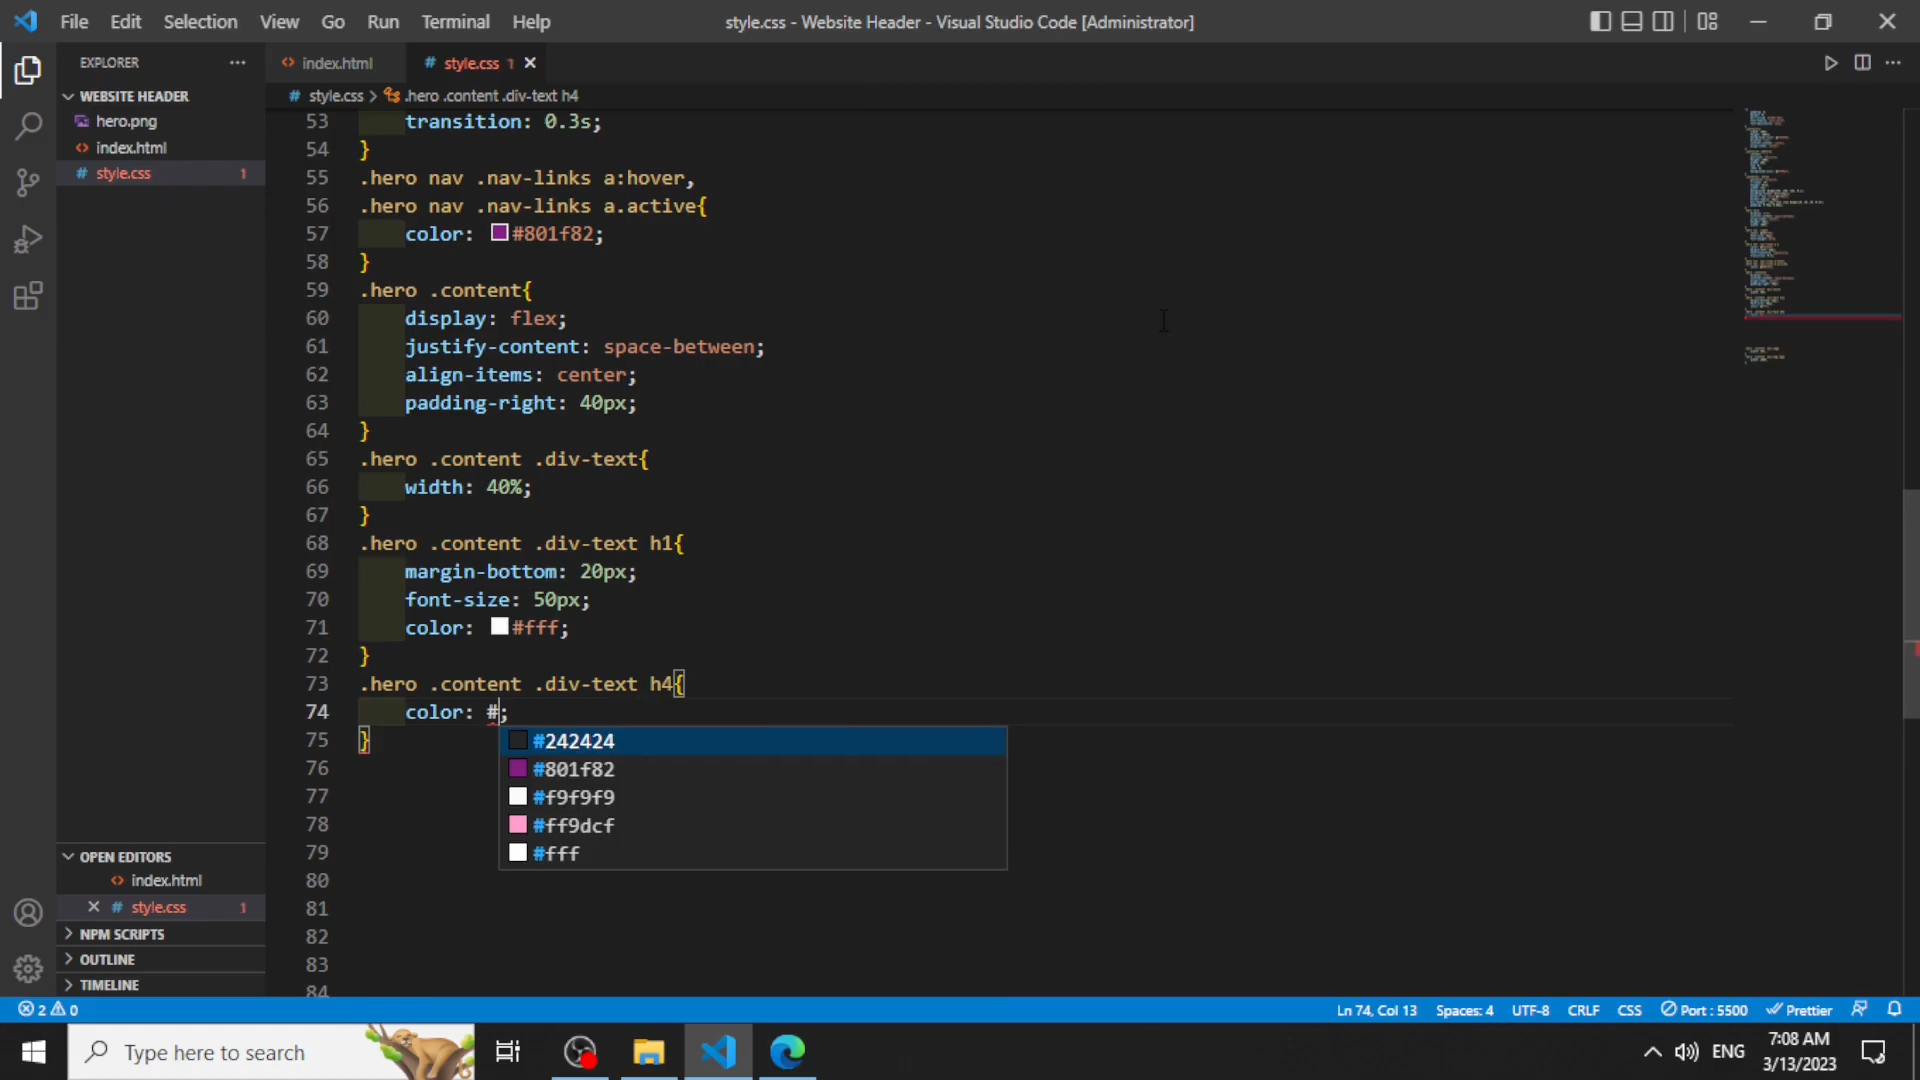 File Edit Selection View Go Run Terminal Help
style.css - Website Header - Visual Studio Code [Administrator]
EXPLORER
index.html
# style.css 1
WEBSITE HEADER
# style.css > .hero .content .div-text h4
hero.png
index.html
# style.css 1
53 transition: 0.3s;
54 }
55 .hero nav .nav-links a:hover,
56 .hero nav .nav-links a.active{
57 color: #801f82;
58 }
59 .hero .content{
60 display: flex;
61 justify-content: space-between;
62 align-items: center;
63 padding-right: 40px;
64 }
65 .hero .content .div-text{
66 width: 40%;
67 }
68 .hero .content .div-text h1{
69 margin-bottom: 20px;
70 font-size: 50px;
71 color: #fff;
72 }
73 .hero .content .div-text h4{
74 color: #;
75 }
76
77
78
79
80
81
82
83
84
#242424
#801f82
#f9f9f9
#ff9dcf
#fff
OPEN EDITORS
index.html
# style.css 1
NPM SCRIPTS
OUTLINE
TIMELINE
2 0
Ln 74, Col 13 Spaces: 4 UTF-8 CRLF CSS Port : 5500 Prettier
Type here to search
ENG
7:08 AM
3/13/2023